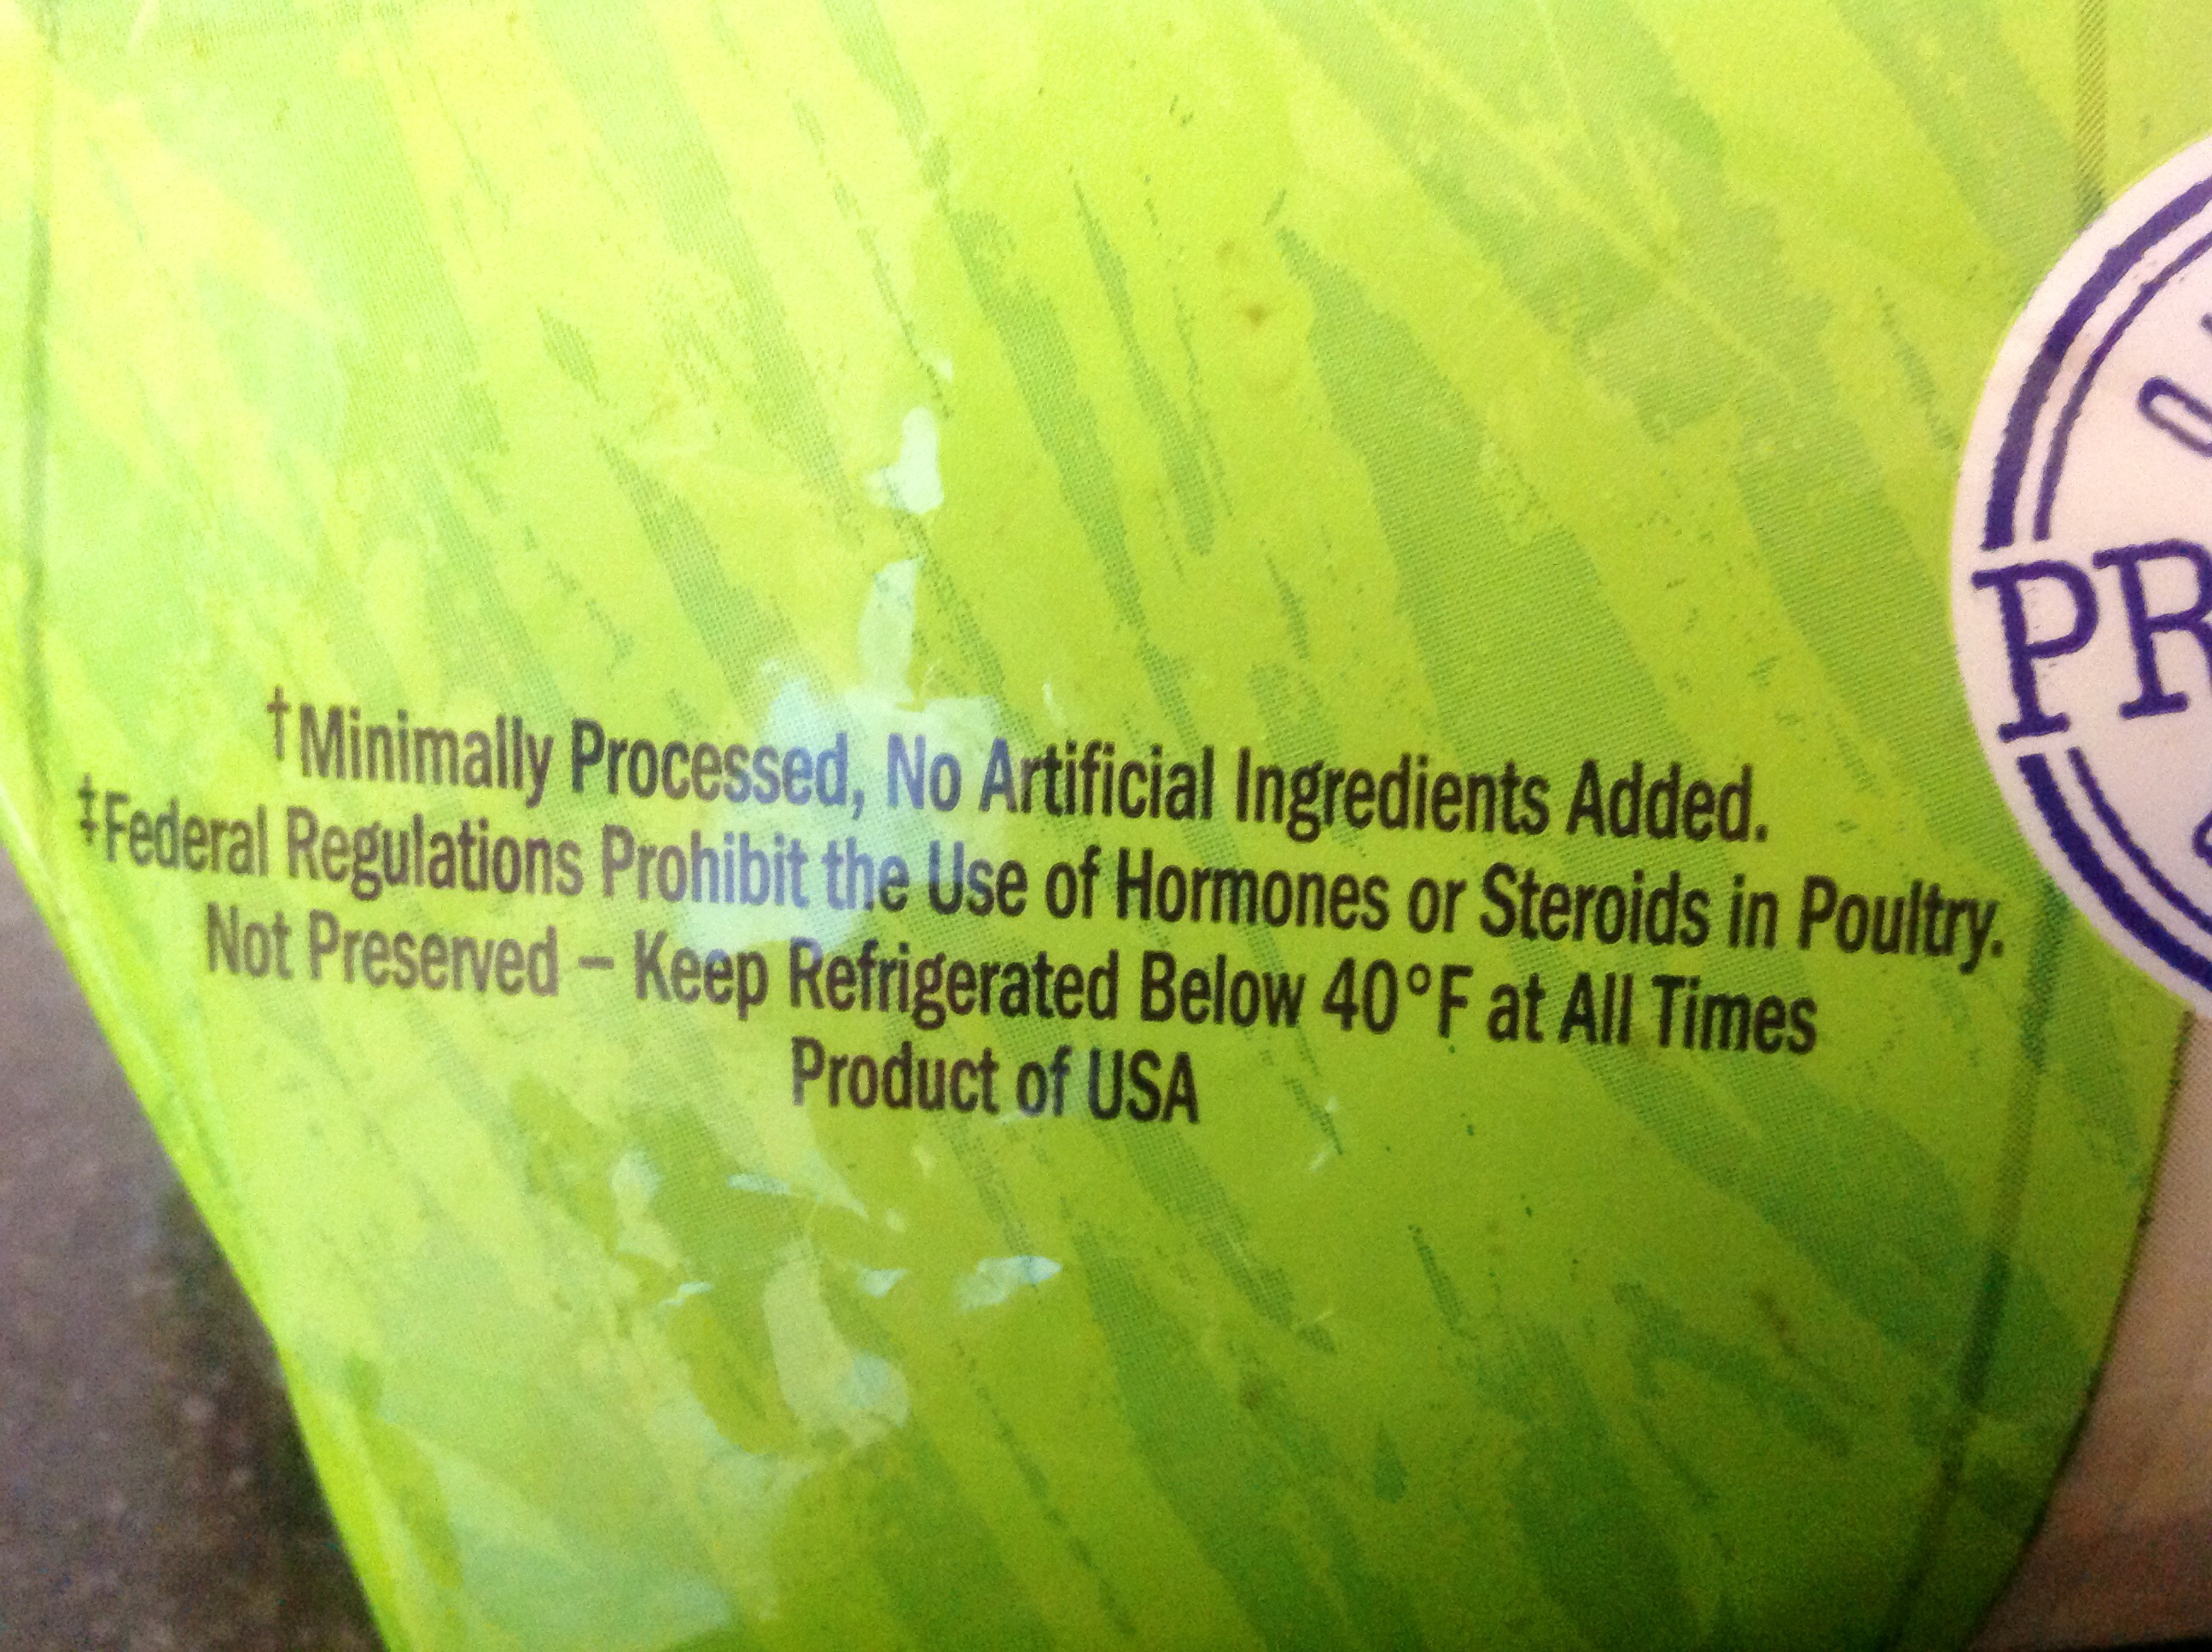 †Minimally Processed, No Artificial Ingredients Added.
‡Federal Regulations Prohibit the Use of Hormones or Steroids in Poultry.
Not Preserved – Keep Refrigerated Below 40°F at All Times
Product of USA
PR